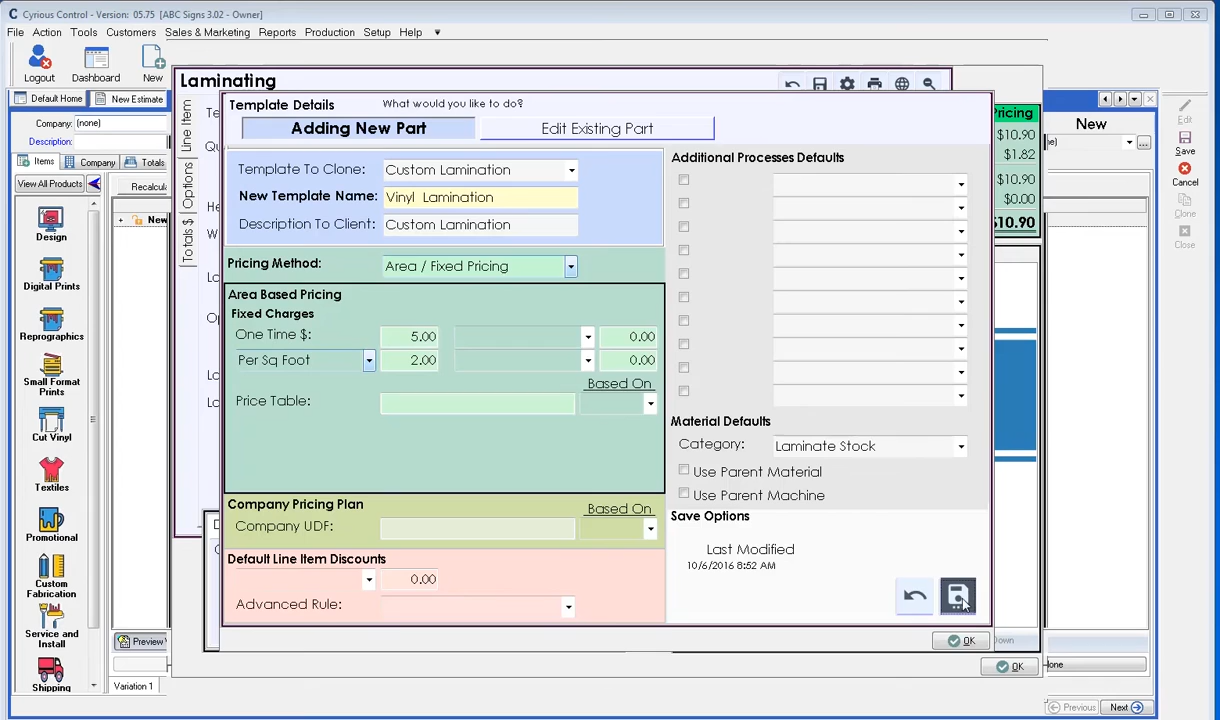 Cyrious Control - Version: 05.75 [ABC Signs 3.02 - Owner]
File Action Tools Customers Sales & Marketing Reports Production Setup Help
Logout Dashboard New
Default Home New Estimate
Company: (none)
Description:
Items Company Totals
View All Products Recalcul
New
Design
Digital Prints
Reprographics
Small Format
Prints
Cut Vinyl
Textiles
Promotional
Custom
Fabrication
Service and
Install
Shipping
Preview
Variation 1
Laminating
Line Item
Options
Totals $
Template Details What would you like to do?
Adding New Part Edit Existing Part
Template To Clone: Custom Lamination
New Template Name: Vinyl Lamination
Description To Client: Custom Lamination
Pricing Method: Area / Fixed Pricing
Area Based Pricing
Fixed Charges
One Time $: 5.00 0.00
Per Sq Foot 2.00 0.00
Based On
Price Table:
Company Pricing Plan Based On
Company UDF:
Default Line Item Discounts
0.00
Advanced Rule:
Additional Processes Defaults
Material Defaults
Category: Laminate Stock
Use Parent Material
Use Parent Machine
Save Options
Last Modified
10/6/2016 8:52 AM
OK
Down
OK
Pricing
$10.90
$1.82
$10.90
$0.00
$10.90
New
Edit
Save
Cancel
Clone
Close
Previous Next